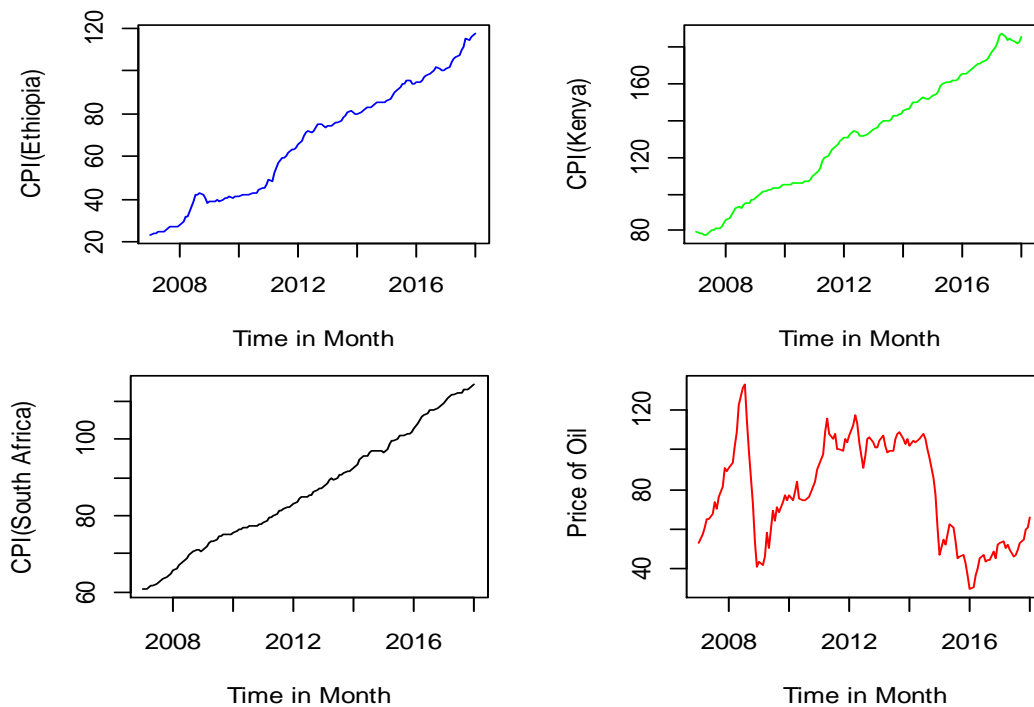 CPI(Ethiopia)
20 40 60 80 120
2008 2012 2016
Time in Month
CPI(Kenya)
80 120 160
2008 2012 2016
Time in Month
CPI(South Africa)
60 80 100
2008 2012 2016
Time in Month
Price of Oil
40 80 120
2008 2012 2016
Time in Month